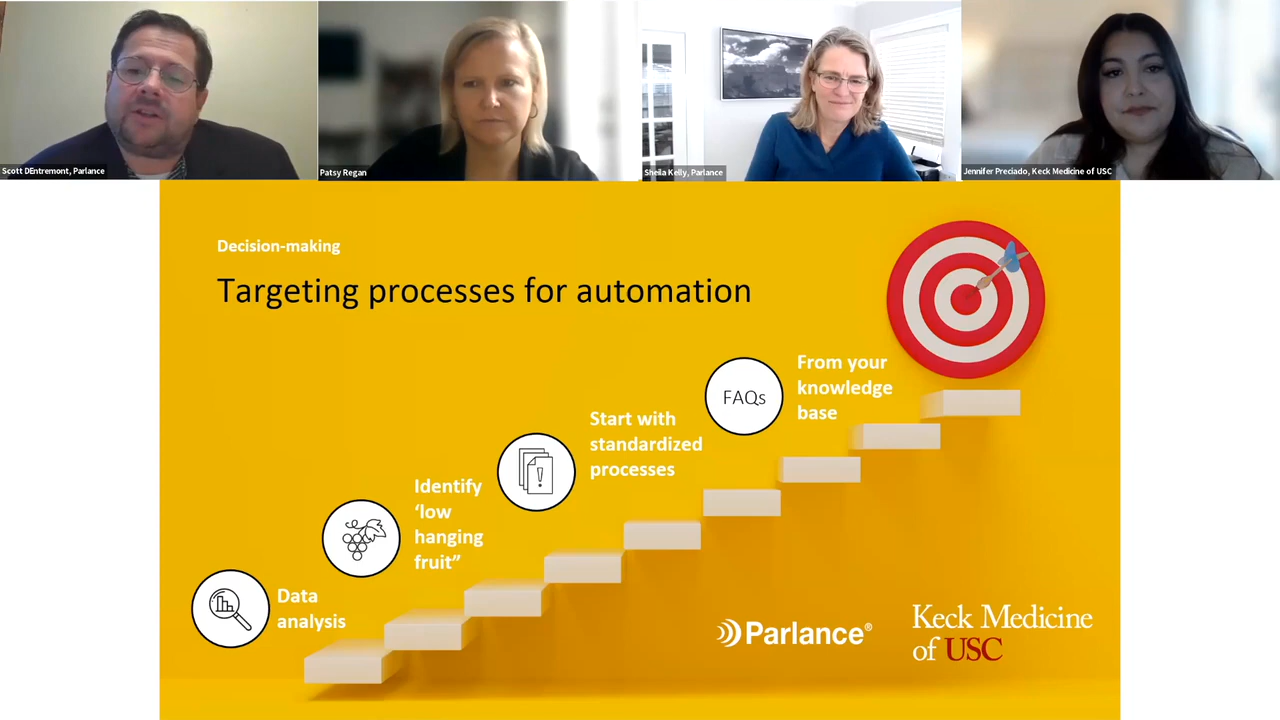 Scott DEntremont, Parlance
Patsy Regan
Sheila Kelly, Parlance
Jennifer Preciado, Keck Medicine of USC
Decision-making
Targeting processes for automation
Data
analysis
Identify
‘low
hanging
fruit”
Start with
standardized
processes
FAQs
From your
knowledge
base
Parlance®
Keck Medicine
of USC